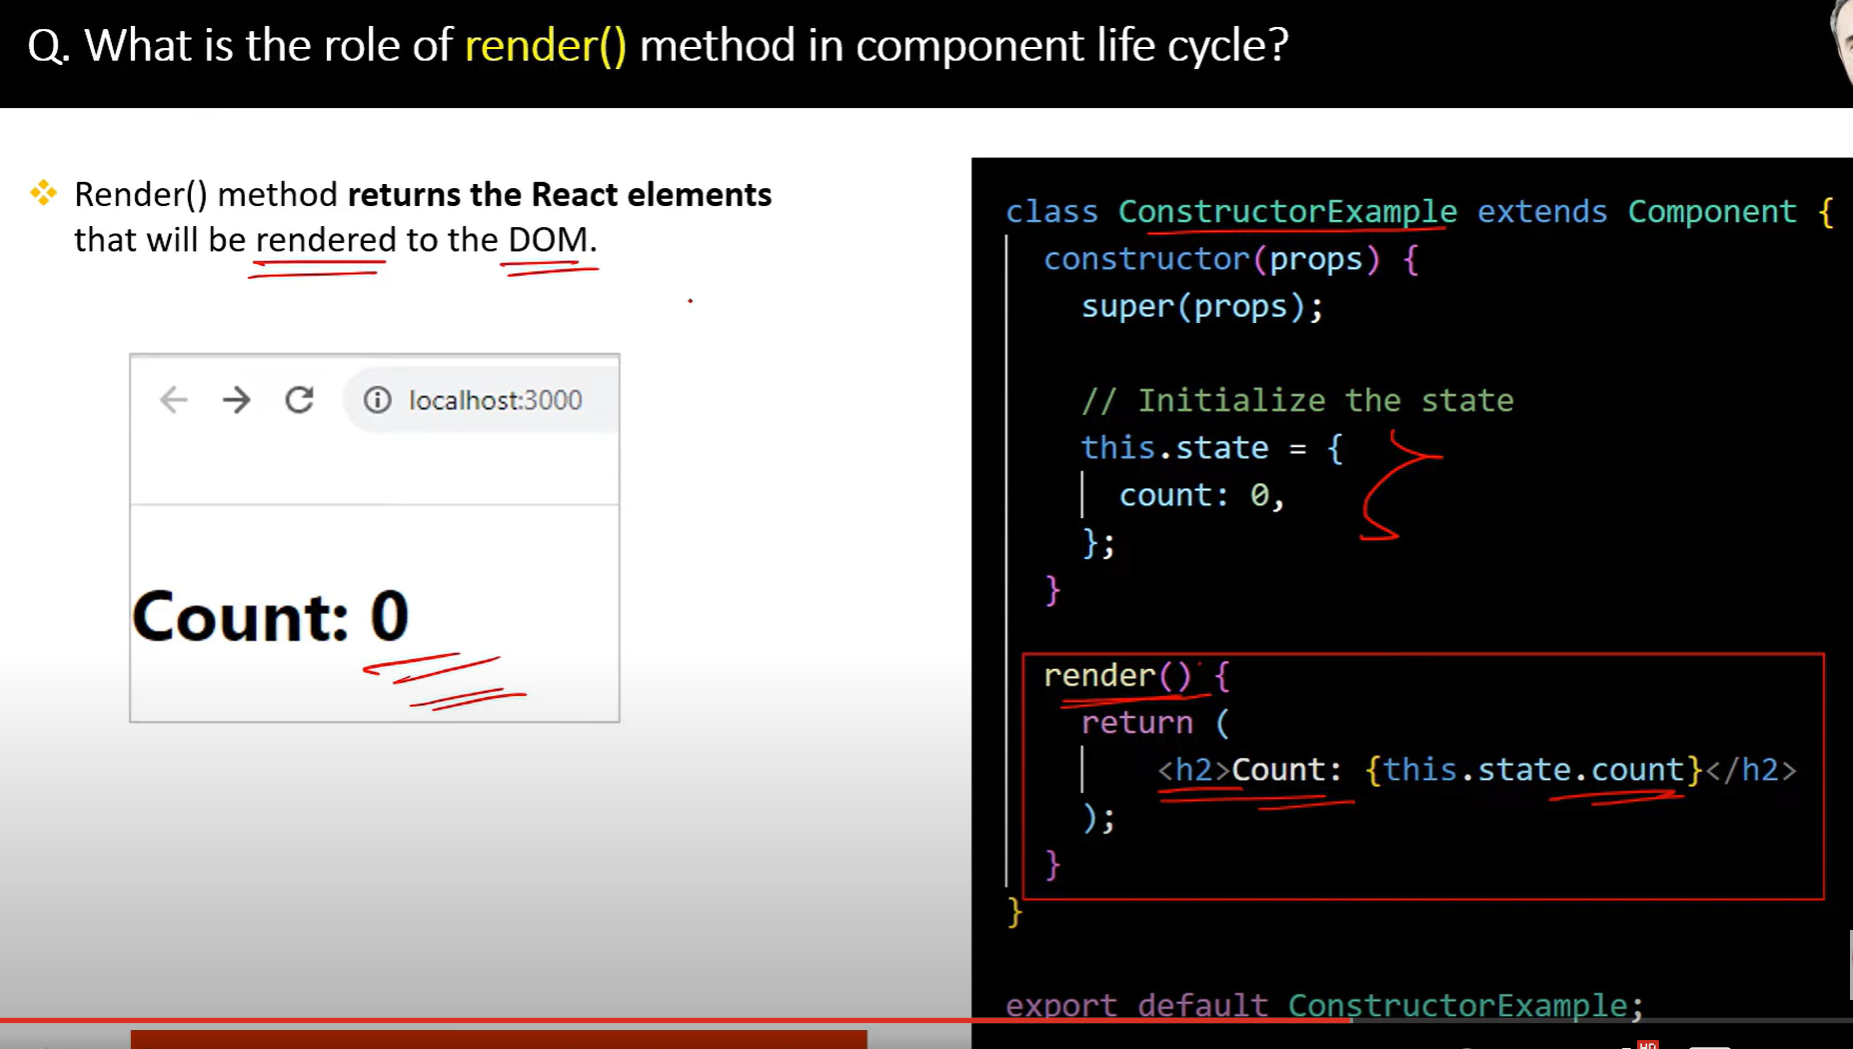 Q. What is the role of render() method in component life cycle?
Render() method returns the React elements
that will be rendered to the DOM.
localhost:3000
Count: 0
class ConstructorExample extends Component {
constructor(props) {
super(props);
// Initialize the state
this.state = {
count: 0,
};
}
render() {
return (
<h2>Count: {this.state.count}</h2>
);
}
}
export default ConstructorExample;
HD